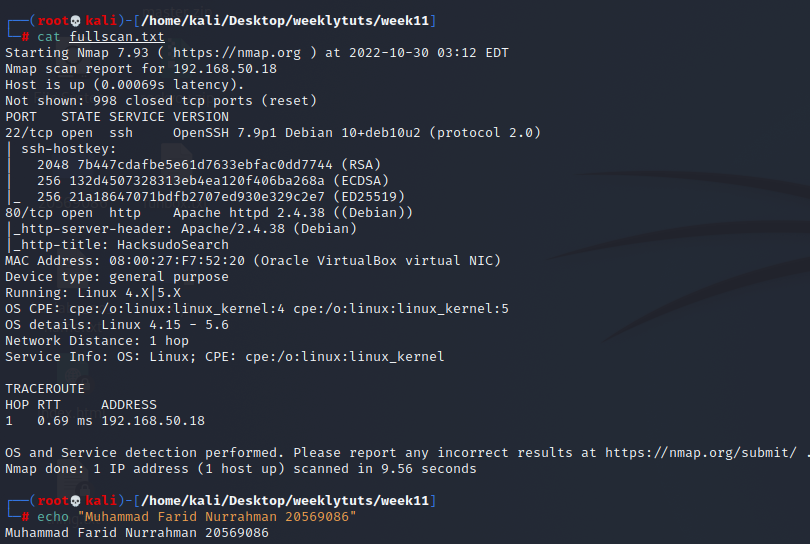 ┌──(root💀kali)-[/home/kali/Desktop/weeklytuts/week11]
└─# cat fullscan.txt
Starting Nmap 7.93 ( https://nmap.org ) at 2022-10-30 03:12 EDT
Nmap scan report for 192.168.50.18
Host is up (0.00069s latency).
Not shown: 998 closed tcp ports (reset)
PORT   STATE SERVICE VERSION
22/tcp open  ssh     OpenSSH 7.9p1 Debian 10+deb10u2 (protocol 2.0)
| ssh-hostkey:
|   2048 7b447cdafbe5e61d7633ebfac0dd7744 (RSA)
|   256 132d4507328313eb4ea120f406ba268a (ECDSA)
|_  256 21a18647071bdfb2707ed930e329c2e7 (ED25519)
80/tcp open  http    Apache httpd 2.4.38 ((Debian))
|_http-server-header: Apache/2.4.38 (Debian)
|_http-title: HacksudoSearch
MAC Address: 08:00:27:F7:52:20 (Oracle VirtualBox virtual NIC)
Device type: general purpose
Running: Linux 4.X|5.X
OS CPE: cpe:/o:linux:linux_kernel:4 cpe:/o:linux:linux_kernel:5
OS details: Linux 4.15 - 5.6
Network Distance: 1 hop
Service Info: OS: Linux; CPE: cpe:/o:linux:linux_kernel
TRACEROUTE
HOP RTT     ADDRESS
1   0.69 ms 192.168.50.18
OS and Service detection performed. Please report any incorrect results at https://nmap.org/submit/ .
Nmap done: 1 IP address (1 host up) scanned in 9.56 seconds
┌──(root💀kali)-[/home/kali/Desktop/weeklytuts/week11]
└─# echo "Muhammad Farid Nurrahman 20569086"
Muhammad Farid Nurrahman 20569086